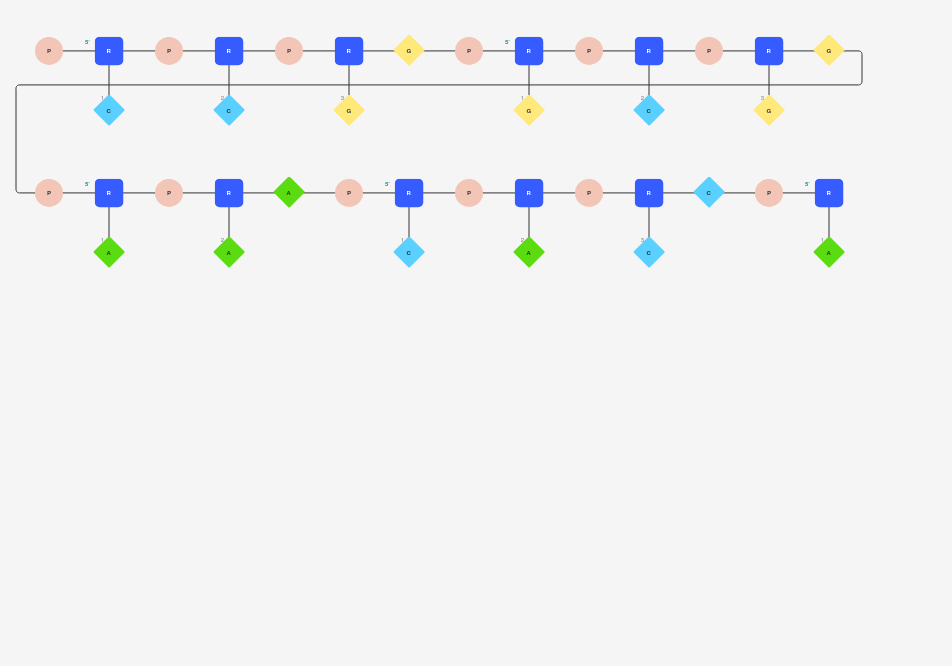 5' 5'
P R P R P R G P R P R P R G
1 2 3 1 2 3
C C G G C G
5' 5' 5'
P R P R A P R P R P R C P R
1 2 1 2 3 1
A A C A C A